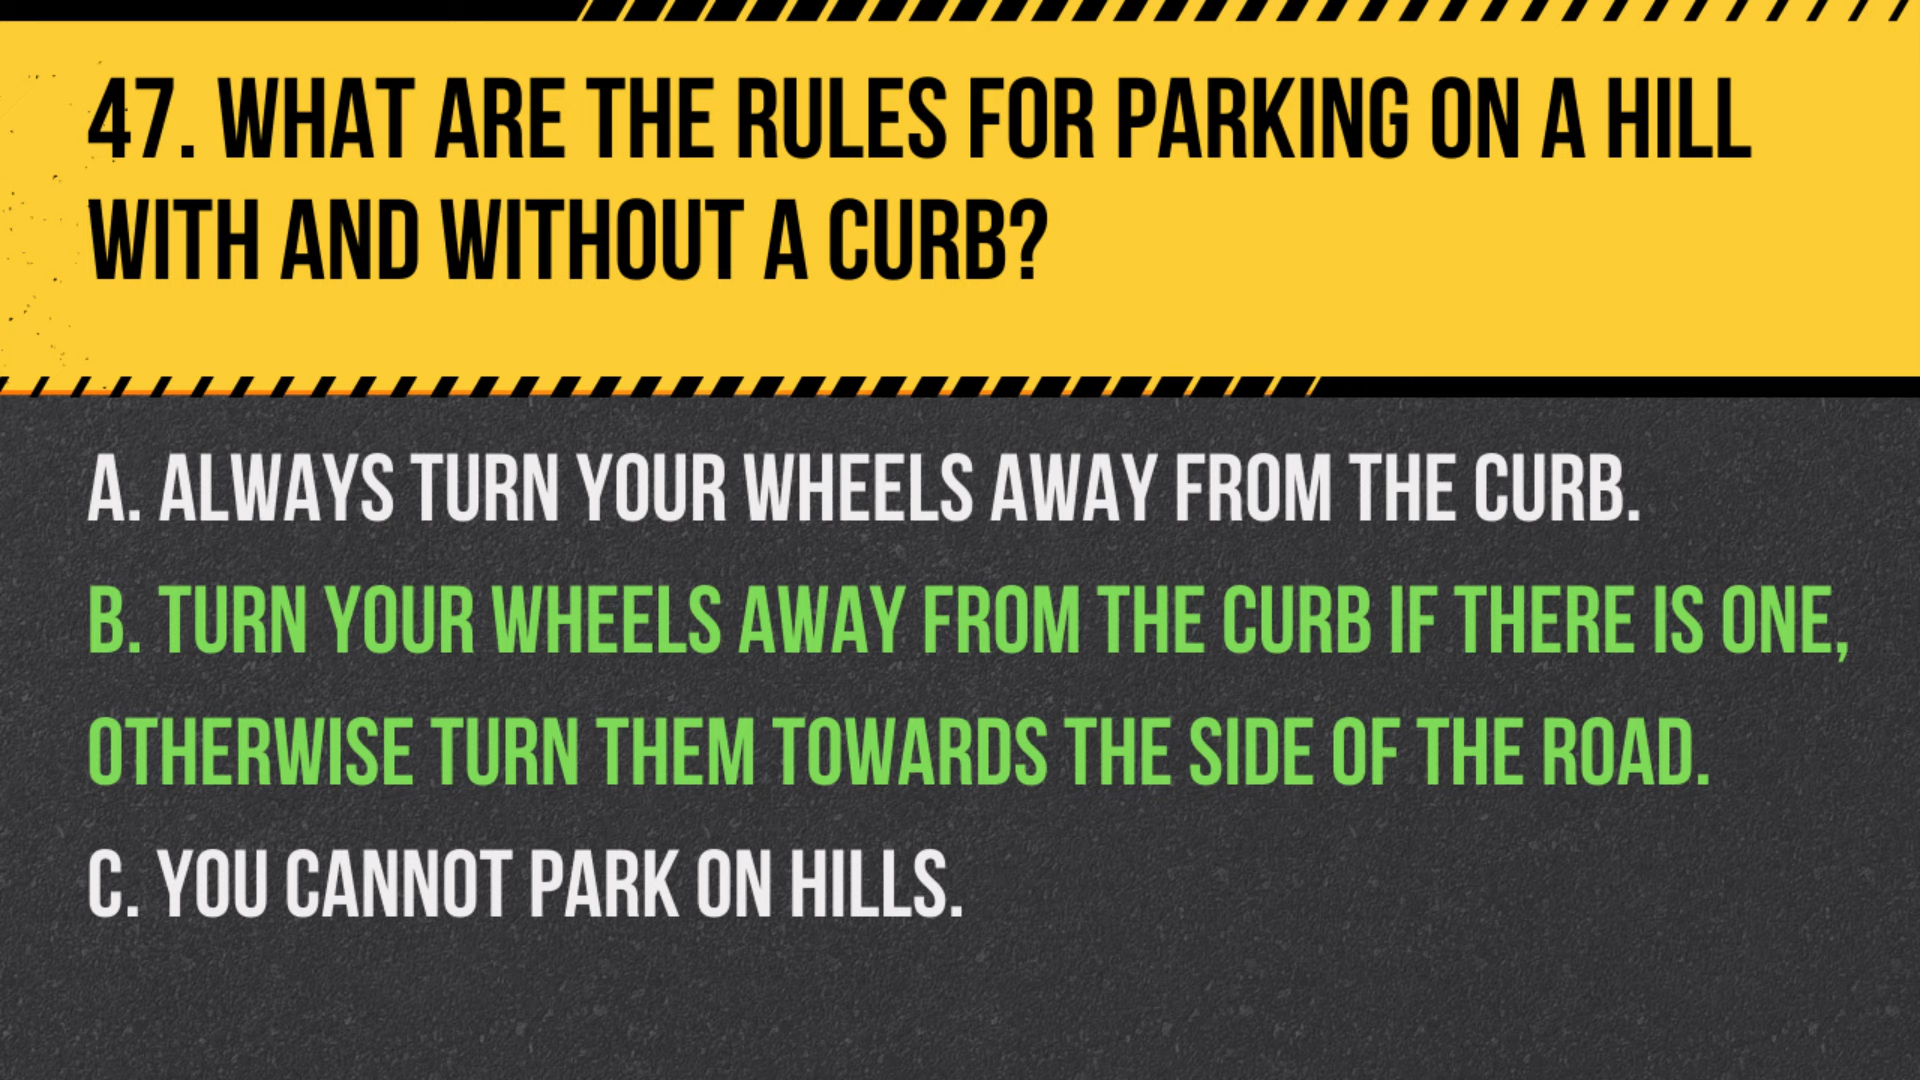 47. WHAT ARE THE RULES FOR PARKING ON A HILL
WITH AND WITHOUT A CURB?
A. ALWAYS TURN YOUR WHEELS AWAY FROM THE CURB.
B. TURN YOUR WHEELS AWAY FROM THE CURB IF THERE IS ONE,
OTHERWISE TURN THEM TOWARDS THE SIDE OF THE ROAD.
C. YOU CANNOT PARK ON HILLS.